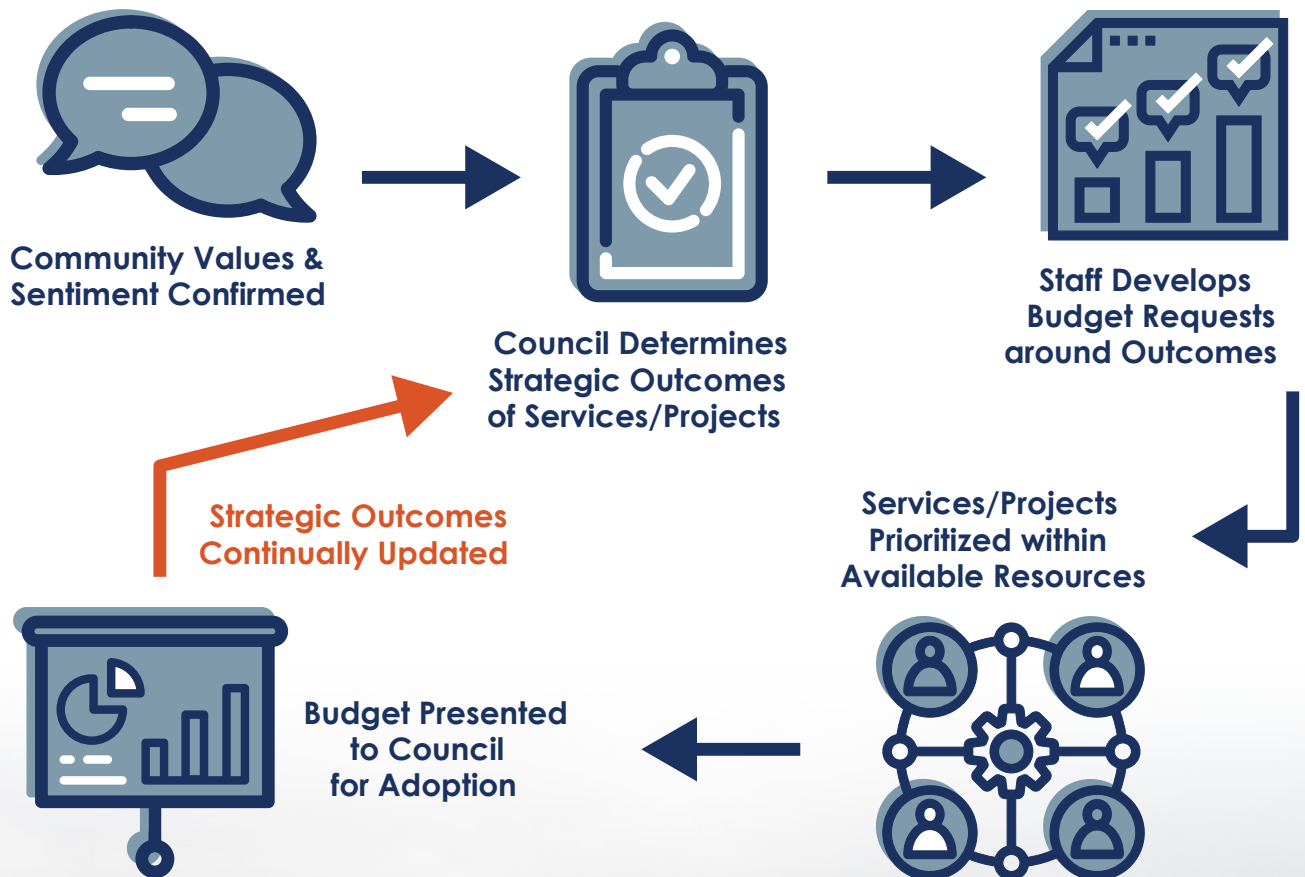 Community Values &
Sentiment Confirmed
Council Determines
Strategic Outcomes
of Services/Projects
Staff Develops
Budget Requests
around Outcomes
Services/Projects
Prioritized within
Available Resources
Budget Presented
to Council
for Adoption
Strategic Outcomes
Continually Updated